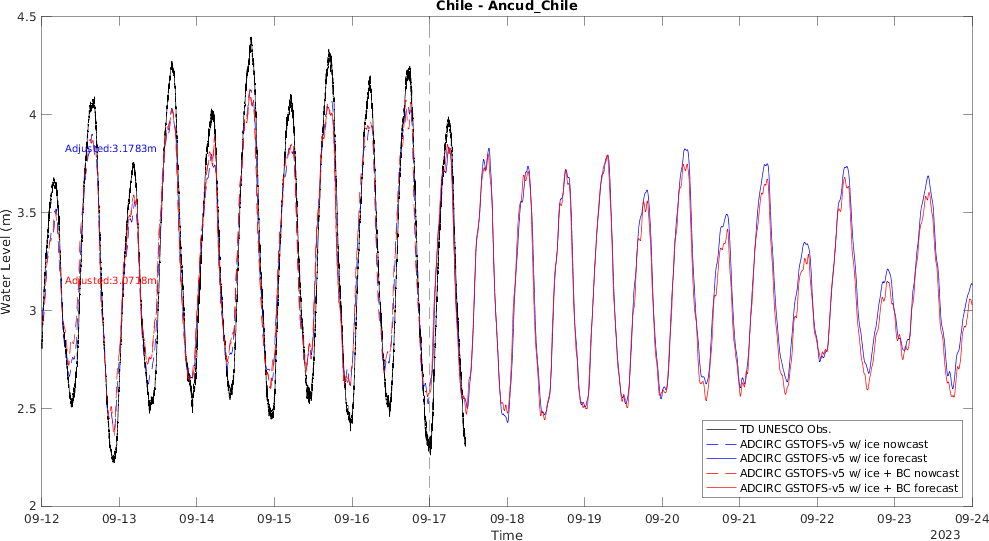 Chile - Ancud_Chile
4.5
4
3.5
3
2.5
2
Water Level (m)
Adjusted:3.1783m
Adjusted:3.0718m
TD UNESCO Obs.
ADCIRC GSTOFS-v5 w/ ice nowcast
ADCIRC GSTOFS-v5 w/ ice forecast
ADCIRC GSTOFS-v5 w/ ice + BC nowcast
ADCIRC GSTOFS-v5 w/ ice + BC forecast
09-12 09-13 09-14 09-15 09-16 09-17 09-18 09-19 09-20 09-21 09-22 09-23 09-24
Time
2023